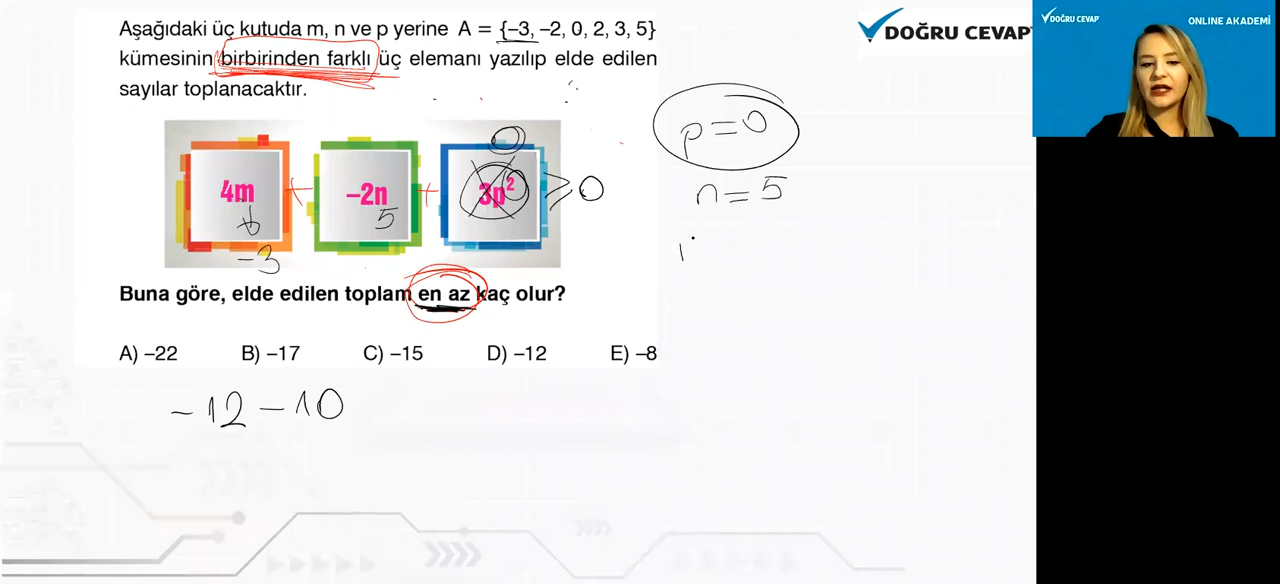 Aşağıdaki üç kutuda m, n ve p yerine A = {–3, –2, 0, 2, 3, 5}
kümesinin birbirinden farklı üç elemanı yazılıp elde edilen
sayılar toplanacaktır.
DOĞRU CEVAP
DOĞRU CEVAP
ONLINE AKADEMİ
0
4m + –2n + 3p² ≥ 0
5
–3
p = 0
n = 5
Buna göre, elde edilen toplam en az kaç olur?
A) –22 B) –17 C) –15 D) –12 E) –8
– 12 – 10